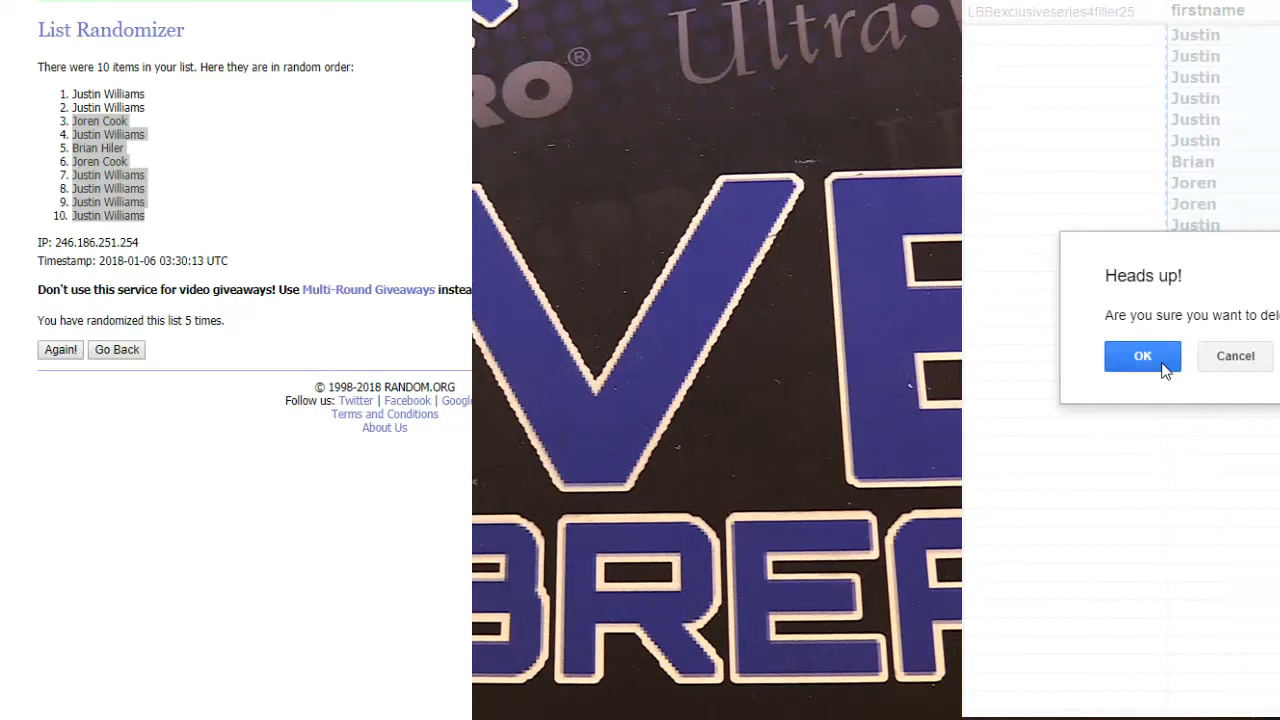 List Randomizer
There were 10 items in your list. Here they are in random order:
1. Justin Williams
2. Justin Williams
3. Joren Cook
4. Justin Williams
5. Brian Hiler
6. Joren Cook
7. Justin Williams
8. Justin Williams
9. Justin Williams
10. Justin Williams
IP: 246.186.251.254
Timestamp: 2018-01-06 03:30:13 UTC
Don't use this service for video giveaways! Use Multi-Round Giveaways instea
You have randomized this list 5 times.
Again! Go Back
© 1998-2018 RANDOM.ORG
Follow us: Twitter | Facebook | Google
Terms and Conditions
About Us
Ultra•
RO®
VE
BREA
LBBexclusiveseries4filler25 firstname
Justin
Justin
Justin
Justin
Justin
Justin
Brian
Joren
Joren
Justin
Heads up!
Are you sure you want to del
OK Cancel